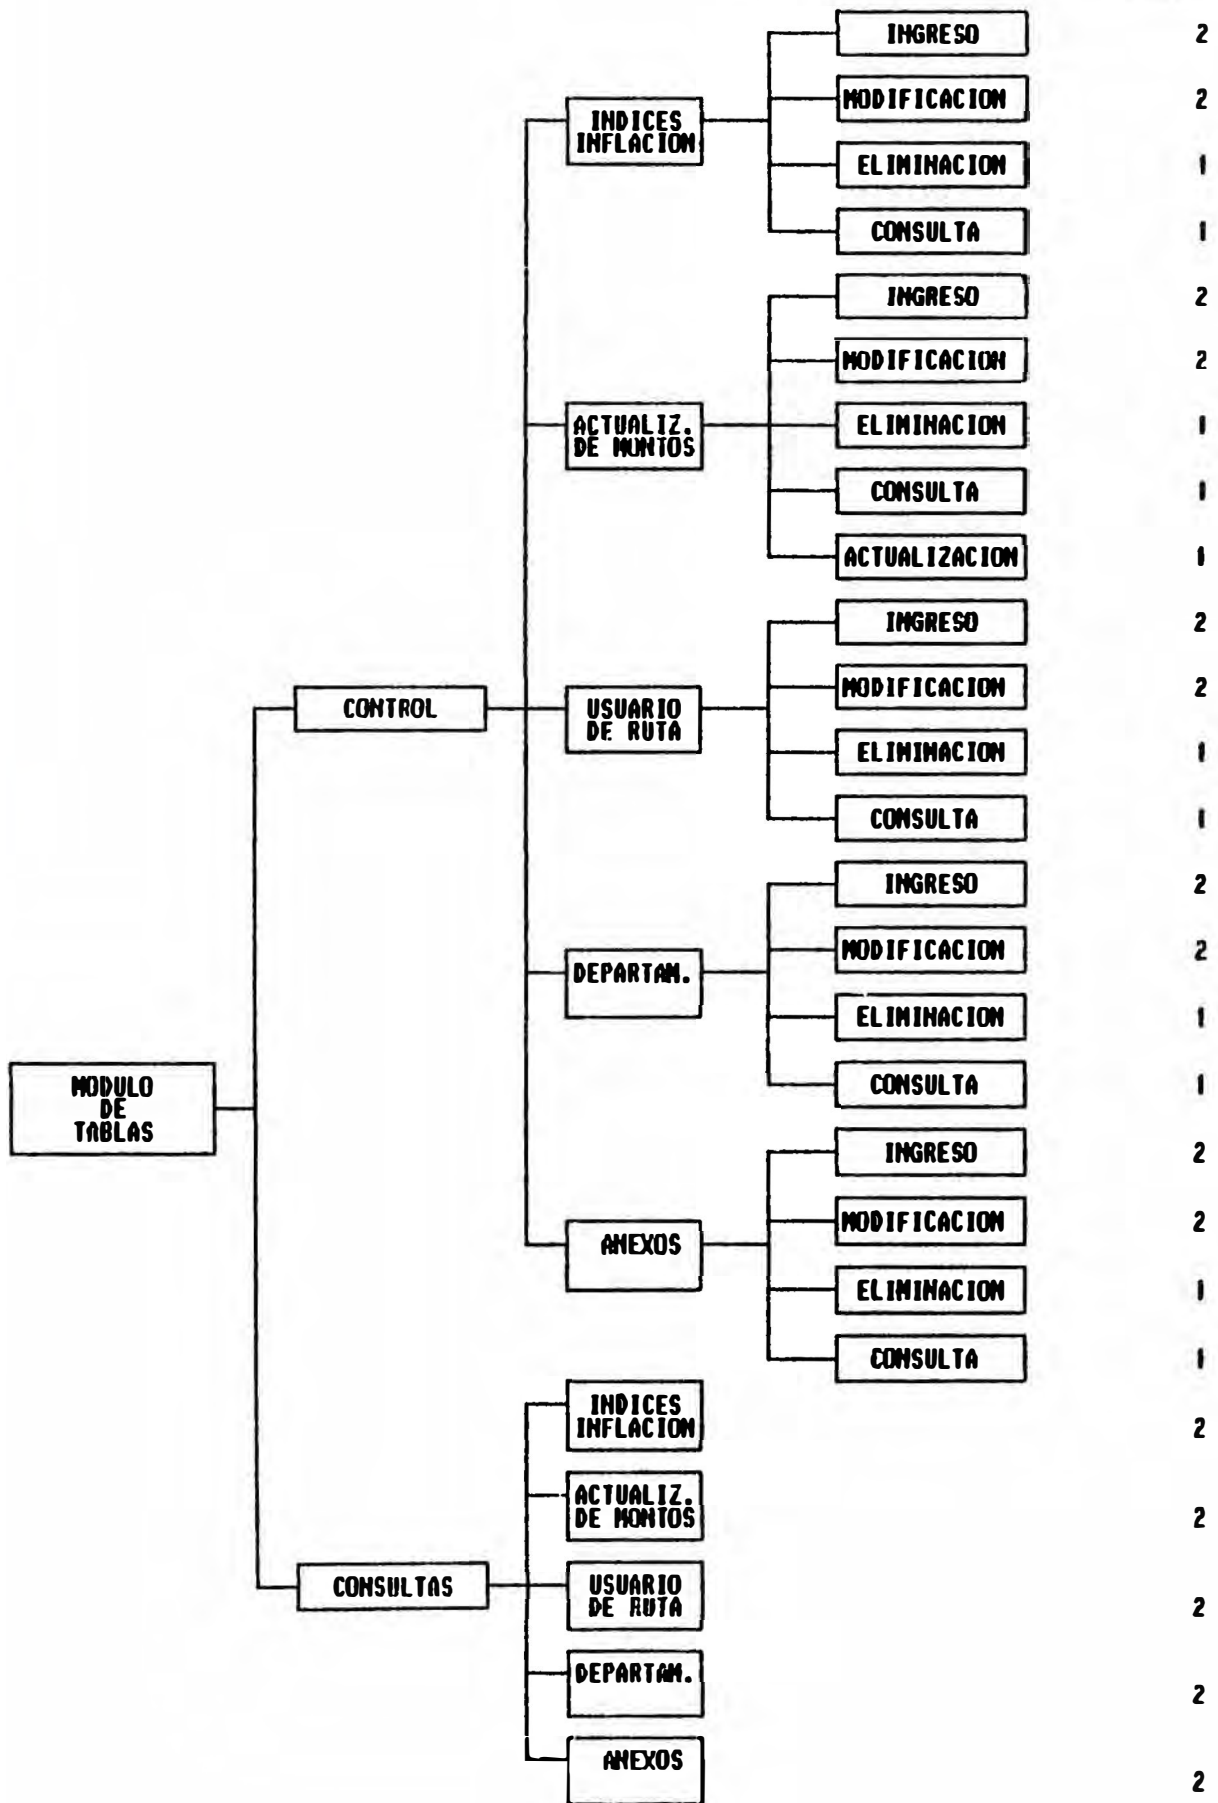 INGRESO 2
MODIFICACION 2
INDICES
INFLACION
ELIMINACION 1
CONSULTA 1
INGRESO 2
MODIFICACION 2
ACTUALIZ.
DE MONTOS
ELIMINACION 1
CONSULTA 1
ACTUALIZACION 1
INGRESO 2
MODIFICACION 2
CONTROL
USUARIO
DE RUTA
ELIMINACION 1
CONSULTA 1
INGRESO 2
MODIFICACION 2
DEPARTAM.
ELIMINACION 1
CONSULTA 1
MODULO
DE
TABLAS
INGRESO 2
MODIFICACION 2
ANEXOS
ELIMINACION 1
CONSULTA 1
INDICES
INFLACION 2
ACTUALIZ.
DE MONTOS 2
CONSULTAS
USUARIO
DE RUTA 2
DEPARTAM.
2
ANEXOS
2